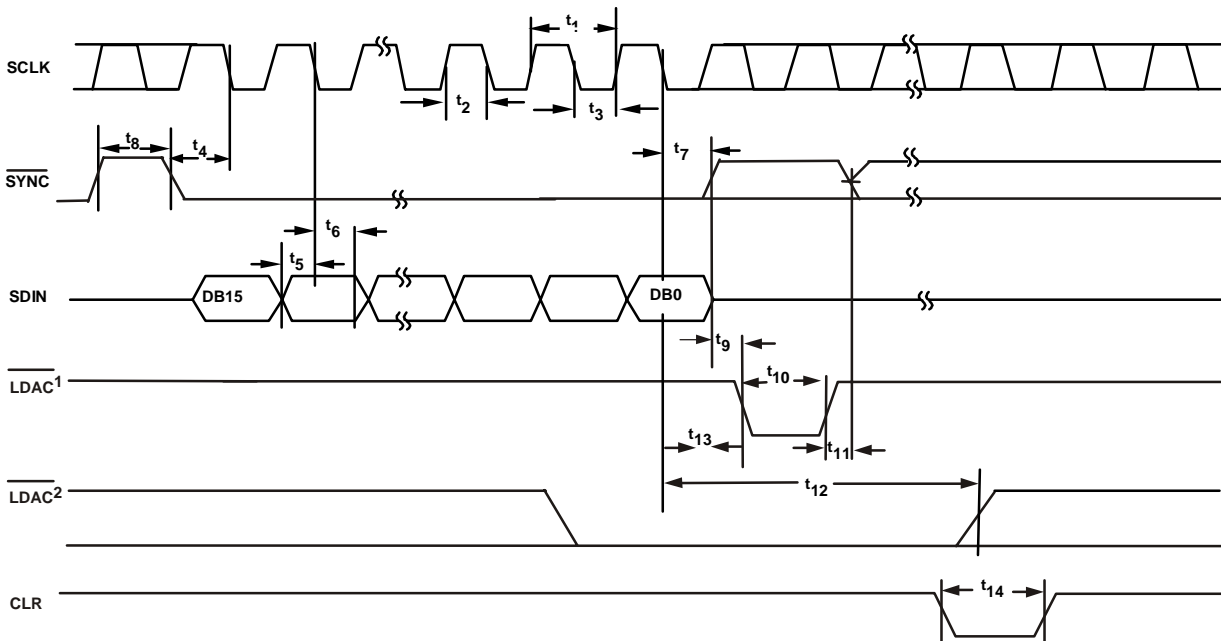 t1
SCLK
t2
t3
t8
t4
t7
SYNC
t6
t5
SDIN
DB15
DB0
t9
LDAC1
t10
t13
t11
t12
LDAC2
CLR
t14